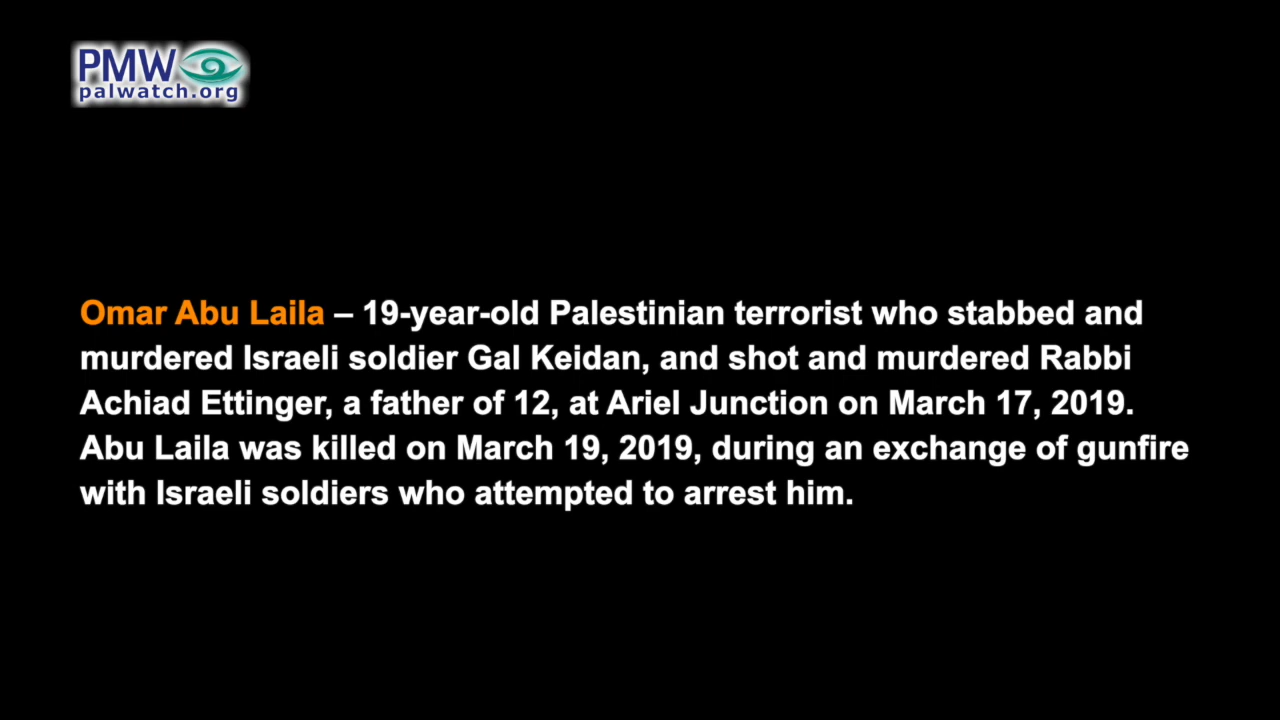 PMW
palwatch.org
Omar Abu Laila – 19-year-old Palestinian terrorist who stabbed and
murdered Israeli soldier Gal Keidan, and shot and murdered Rabbi
Achiad Ettinger, a father of 12, at Ariel Junction on March 17, 2019.
Abu Laila was killed on March 19, 2019, during an exchange of gunfire
with Israeli soldiers who attempted to arrest him.